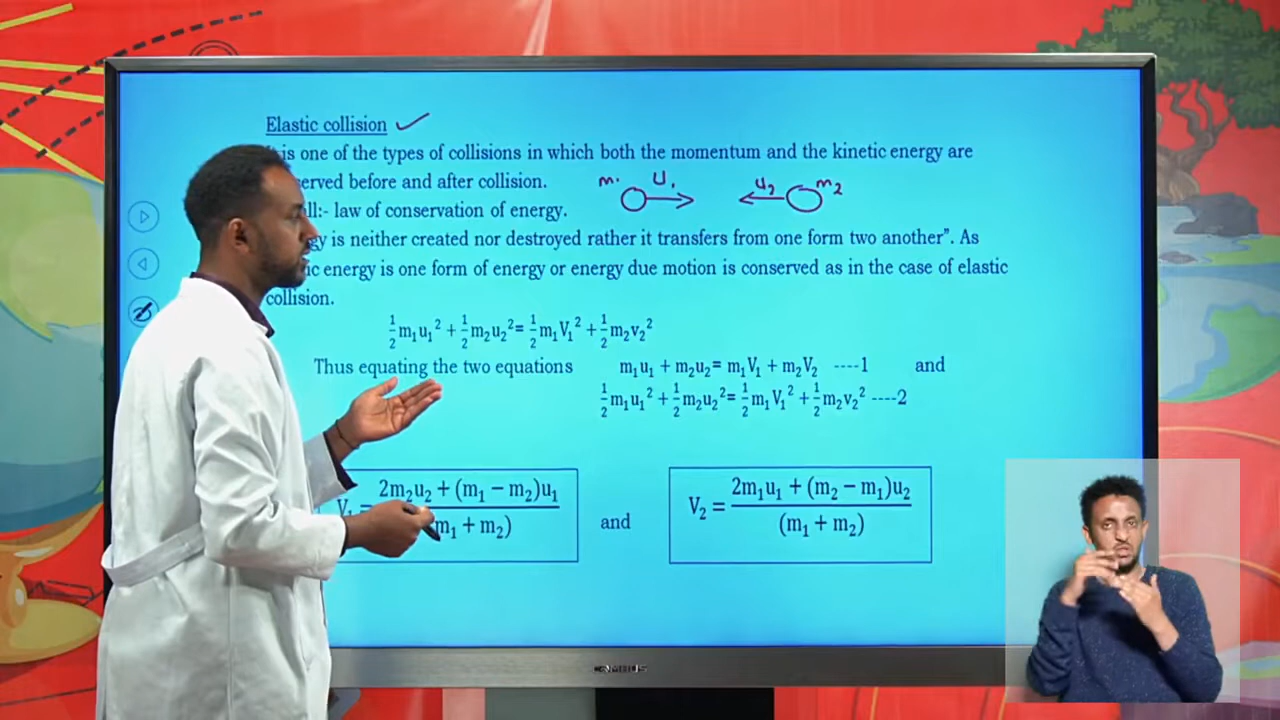 Elastic collision ✓
is one of the types of collisions in which both the momentum and the kinetic energy are
served before and after collision.
m. u₁ u₂ m₂
ll:- law of conservation of energy.
gy is neither created nor destroyed rather it transfers from one form two another”. As
ic energy is one form of energy or energy due motion is conserved as in the case of elastic
collision.
½m₁u₁² + ½m₂u₂² = ½m₁V₁² + ½m₂v₂²
Thus equating the two equations m₁u₁ + m₂u₂ = m₁V₁ + m₂V₂ ----1 and
½m₁u₁² + ½m₂u₂² = ½m₁V₁² + ½m₂v₂² ----2
V₁ = 2m₂u₂ + (m₁ − m₂)u₁ / m₁ + m₂) and V₂ = 2m₁u₁ + (m₂ − m₁)u₂ / (m₁ + m₂)